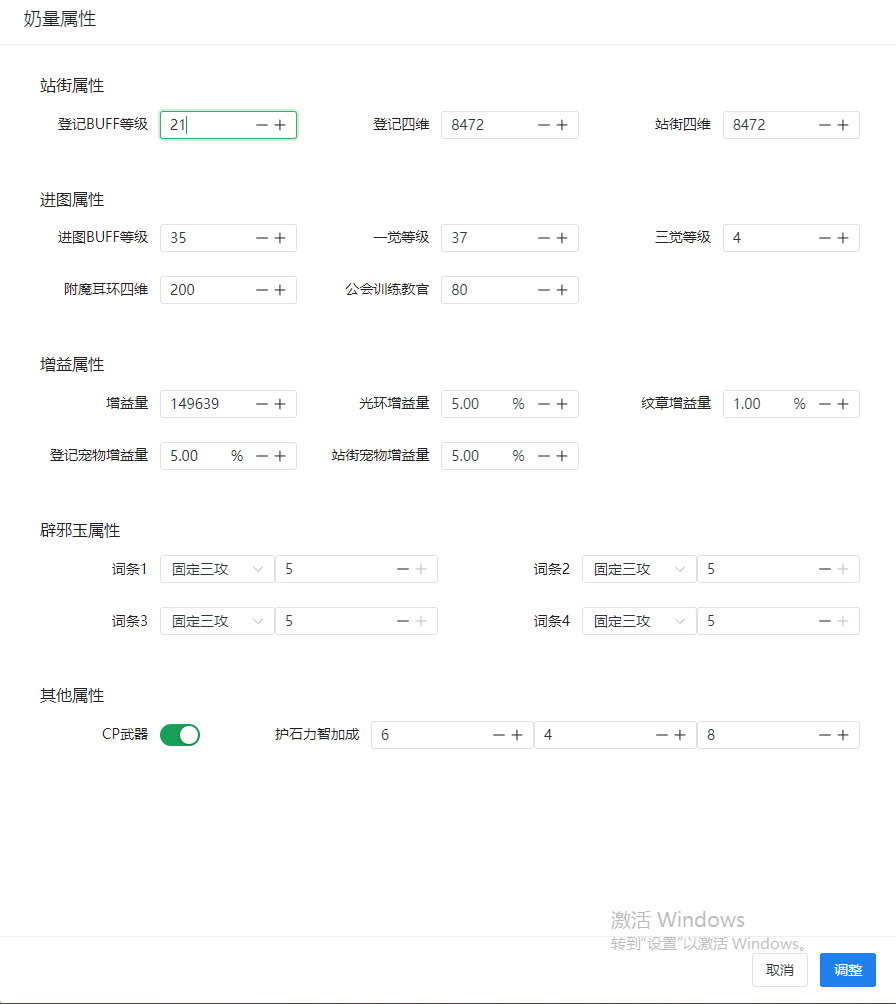 奶量属性
站街属性
登记BUFF等级 21 登记四维 8472 站街四维 8472
进图属性
进图BUFF等级 35 一觉等级 37 三觉等级 4
附魔耳环四维 200 公会训练教官 80
增益属性
增益量 149639 光环增益量 5.00 % 纹章增益量 1.00 %
登记宠物增益量 5.00 % 站街宠物增益量 5.00 %
辟邪玉属性
词条1 固定三攻 5 词条2 固定三攻 5
词条3 固定三攻 5 词条4 固定三攻 5
其他属性
CP武器 护石力智加成 6 4 8
激活 Windows
转到“设置”以激活 Windows。
取消 调整